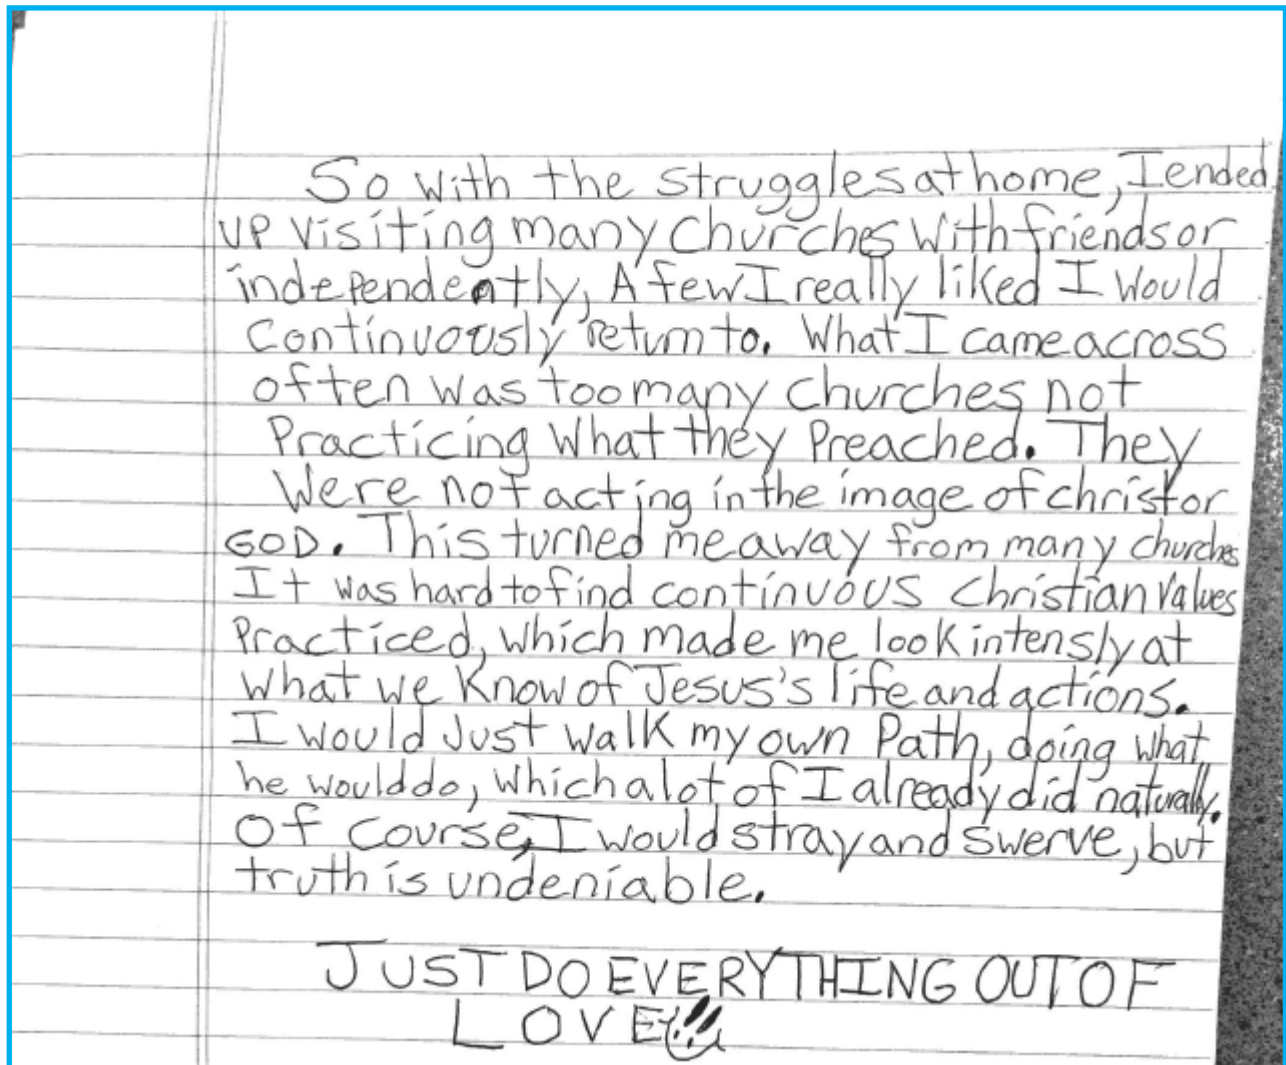 So with the struggles at home, I ended
up visiting many churches with friends or
independently, A few I really liked I would
continuously return to. What I came across
often was too many churches not
Practicing what they Preached. They
were not acting in the image of christ or
GOD. This turned me away from many churches
It was hard to find continuous Christian values
Practiced, which made me look intensly at
what we know of Jesus's life and actions.
I would Just walk my own Path, doing what
he would do, which a lot of I already did naturally.
Of course, I would stray and swerve, but
truth is undeniable.
JUST DO EVERYTHING OUT OF
LOVE!!